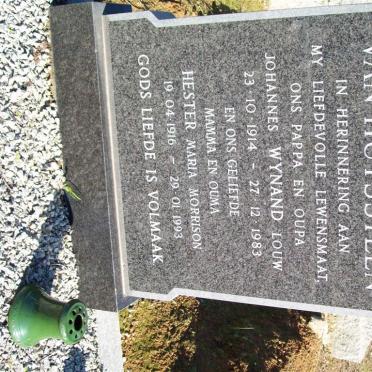 IN HERINNERING AAN
MY LIEFDEVOLLE LEWENSMAAT,
ONS PAPPA EN OUPA
JOHANNES WYNAND LOUW
23·10·1914 – 27·12·1983
EN ONS GELIEFDE
MAMMA EN OUMA
HESTER MARIA MORRISON
19·04·1916 – 29·01·1993
GODS LIEFDE IS VOLMAAK